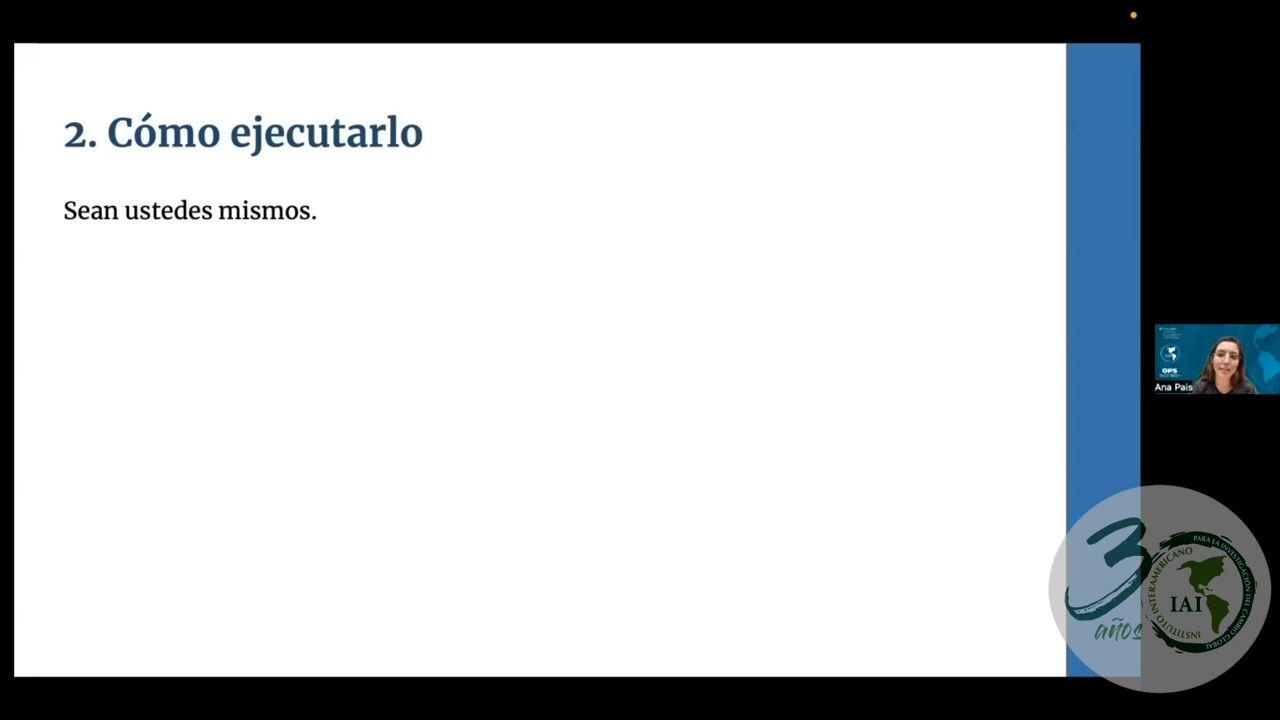 2. Cómo ejecutarlo
Sean ustedes mismos.
OPS
Ana Pais
30
años
INSTITUTO INTERAMERICANO
PARA LA INVESTIGACIÓN DEL CAMBIO GLOBAL
IAI